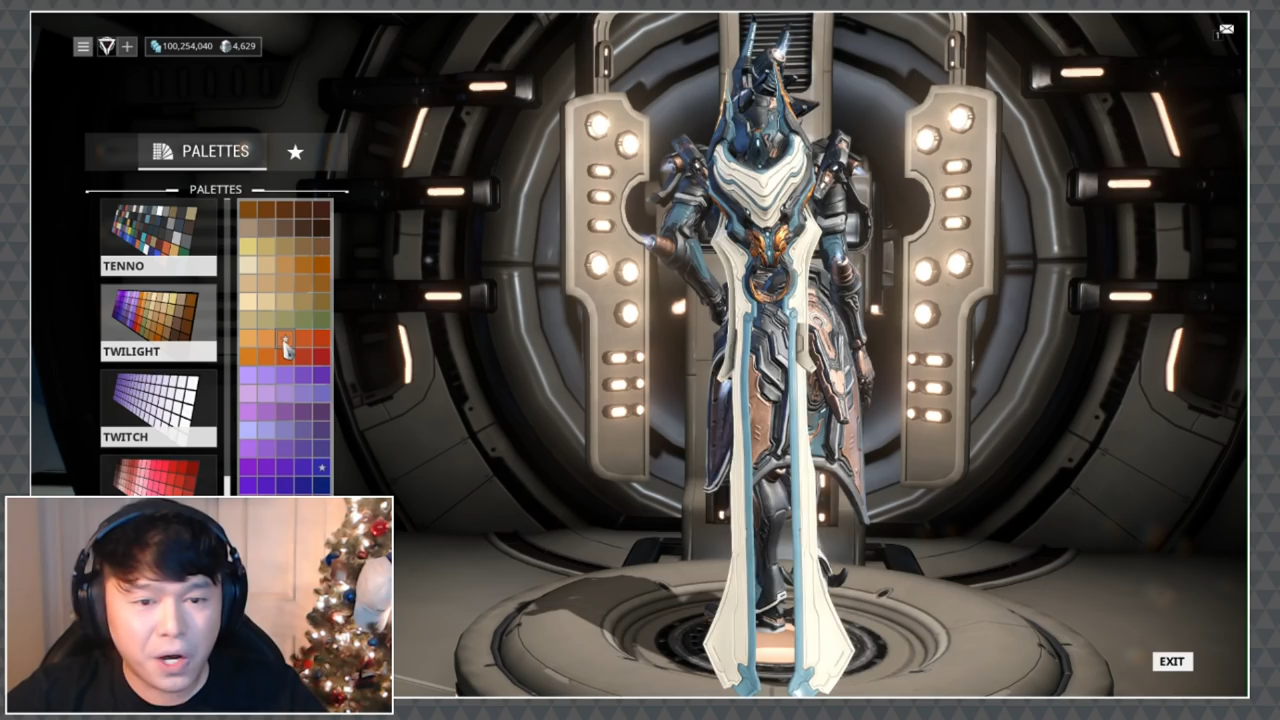 100,254,040 4,629
PALETTES
PALETTES
TENNO
TWILIGHT
TWITCH
EXIT